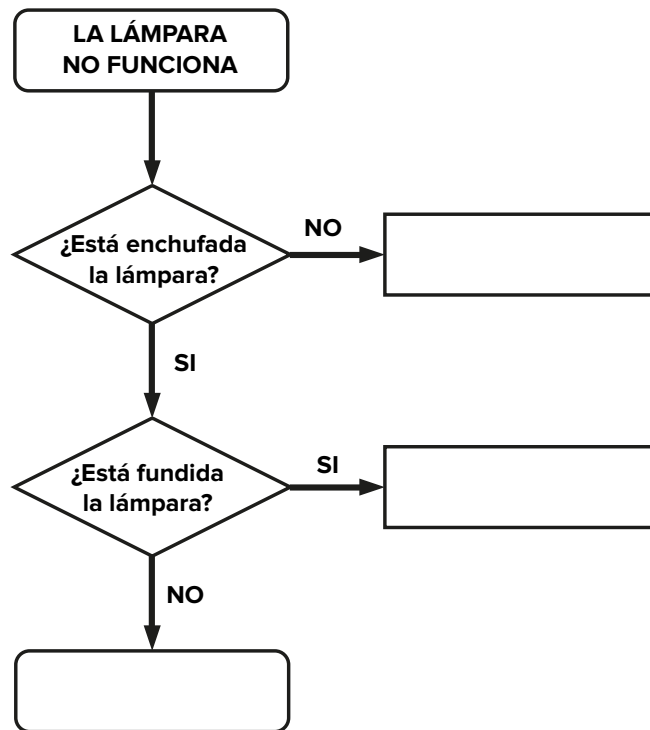 LA LÁMPARA
NO FUNCIONA
¿Está enchufada
la lámpara?
NO
SI
¿Está fundida
la lámpara?
SI
NO